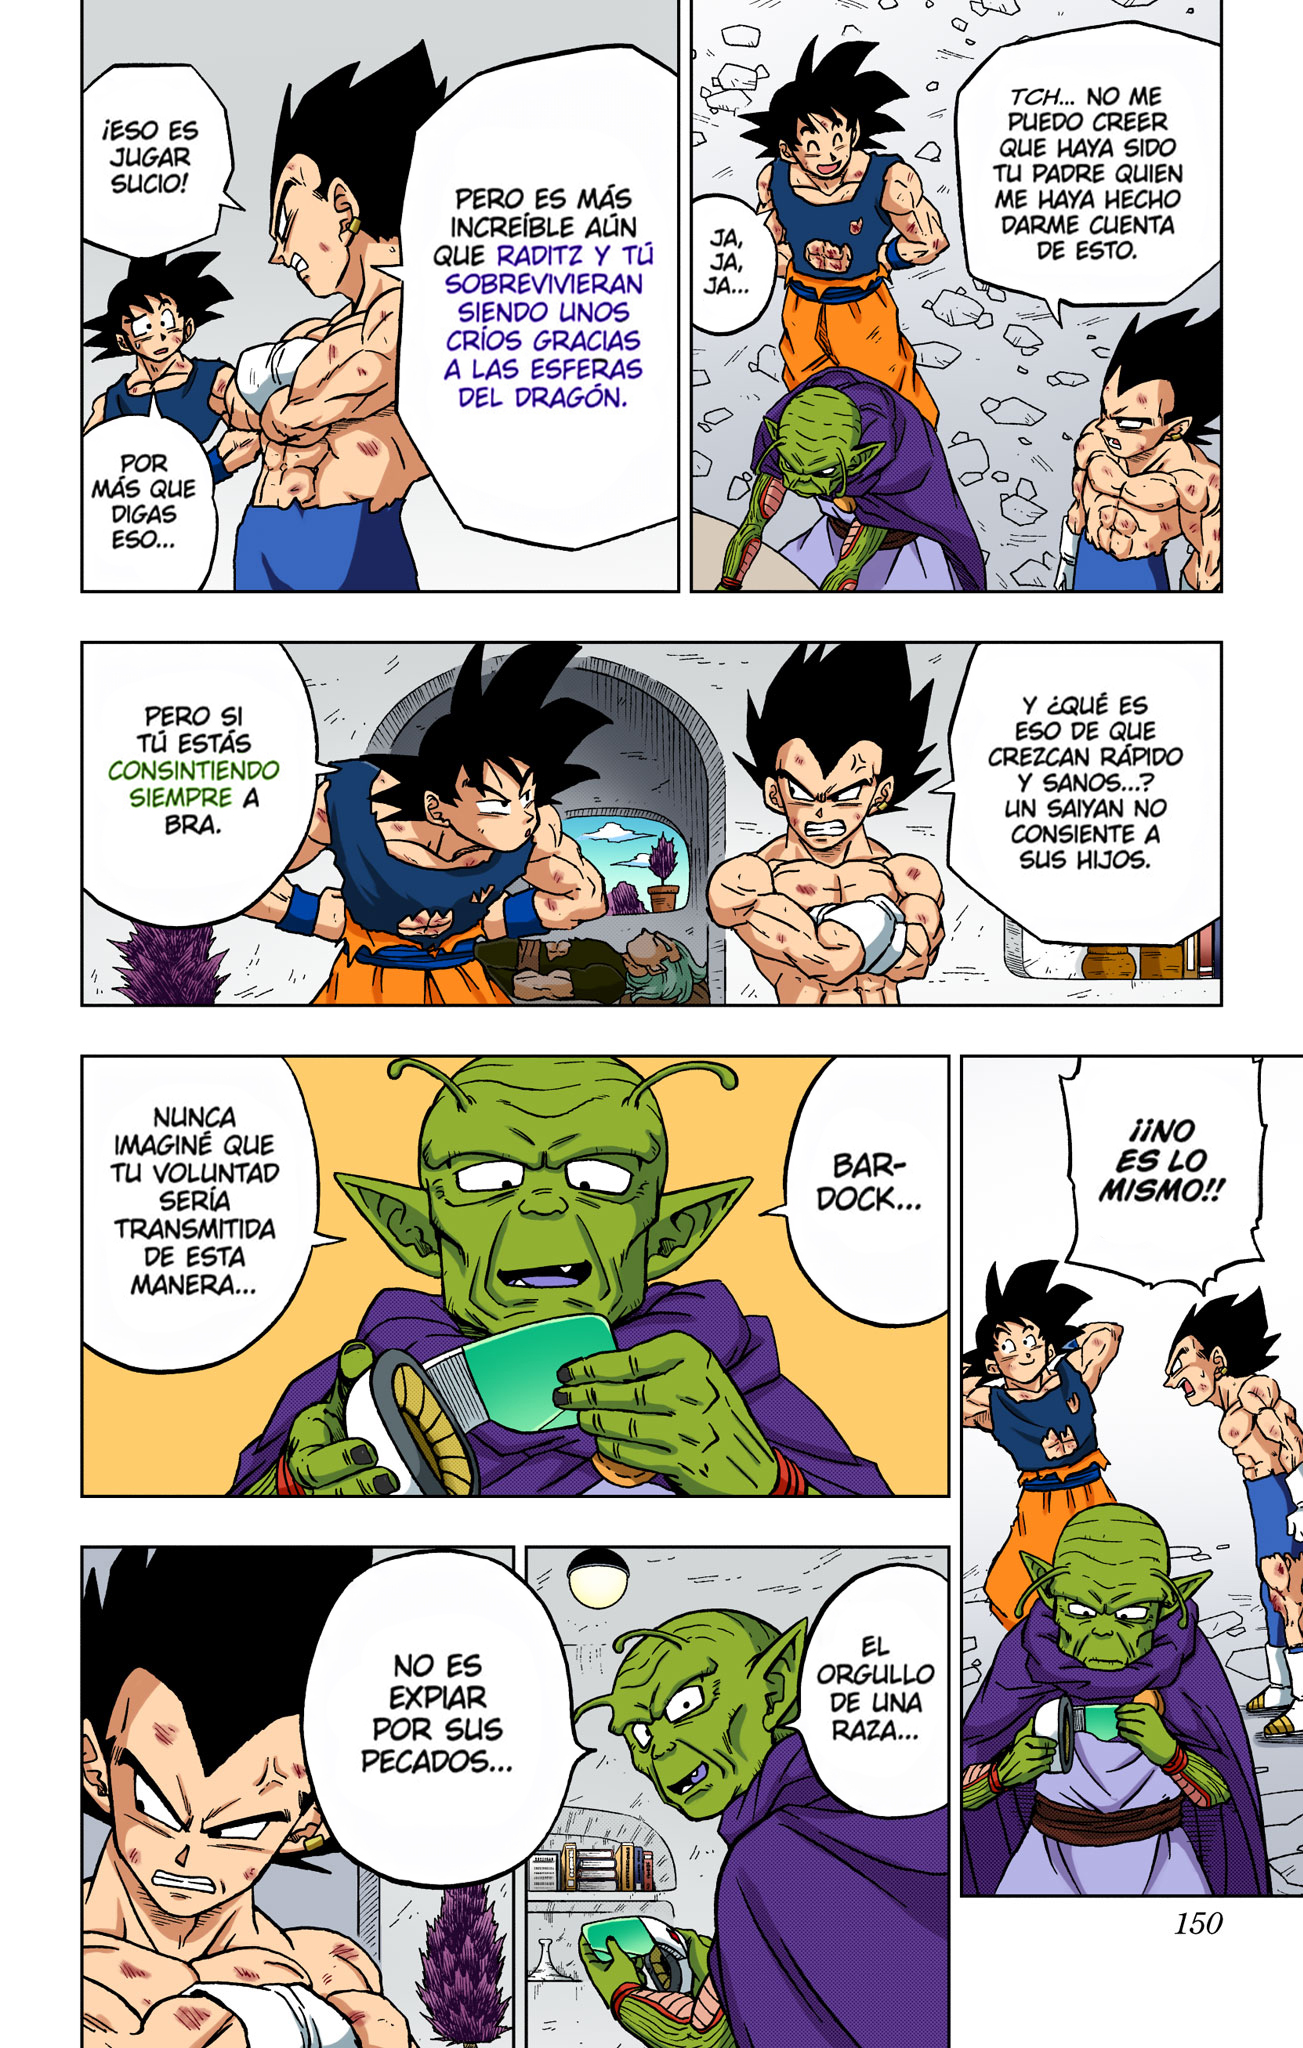 TCH... NO ME
PUEDO CREER
QUE HAYA SIDO
TU PADRE QUIEN
ME HAYA HECHO
DARME CUENTA
DE ESTO.
JA,
JA,
JA...
PERO ES MÁS
INCREÍBLE AÚN
QUE RADITZ Y TÚ
SOBREVIVIERAN
SIENDO UNOS
CRÍOS GRACIAS
A LAS ESFERAS
DEL DRAGÓN.
¡ESO ES
JUGAR
SUCIO!
POR
MÁS QUE
DIGAS
ESO...
Y ¿QUÉ ES
ESO DE QUE
CREZCAN RÁPIDO
Y SANOS...?
UN SAIYAN NO
CONSIENTE A
SUS HIJOS.
PERO SI
TÚ ESTÁS
CONSINTIENDO
SIEMPRE A
BRA.
¡¡NO
ES LO
MISMO!!
BAR-
DOCK...
NUNCA
IMAGINÉ QUE
TU VOLUNTAD
SERÍA
TRANSMITIDA
DE ESTA
MANERA...
EL
ORGULLO
DE UNA
RAZA...
NO ES
EXPIAR
POR SUS
PECADOS...
150